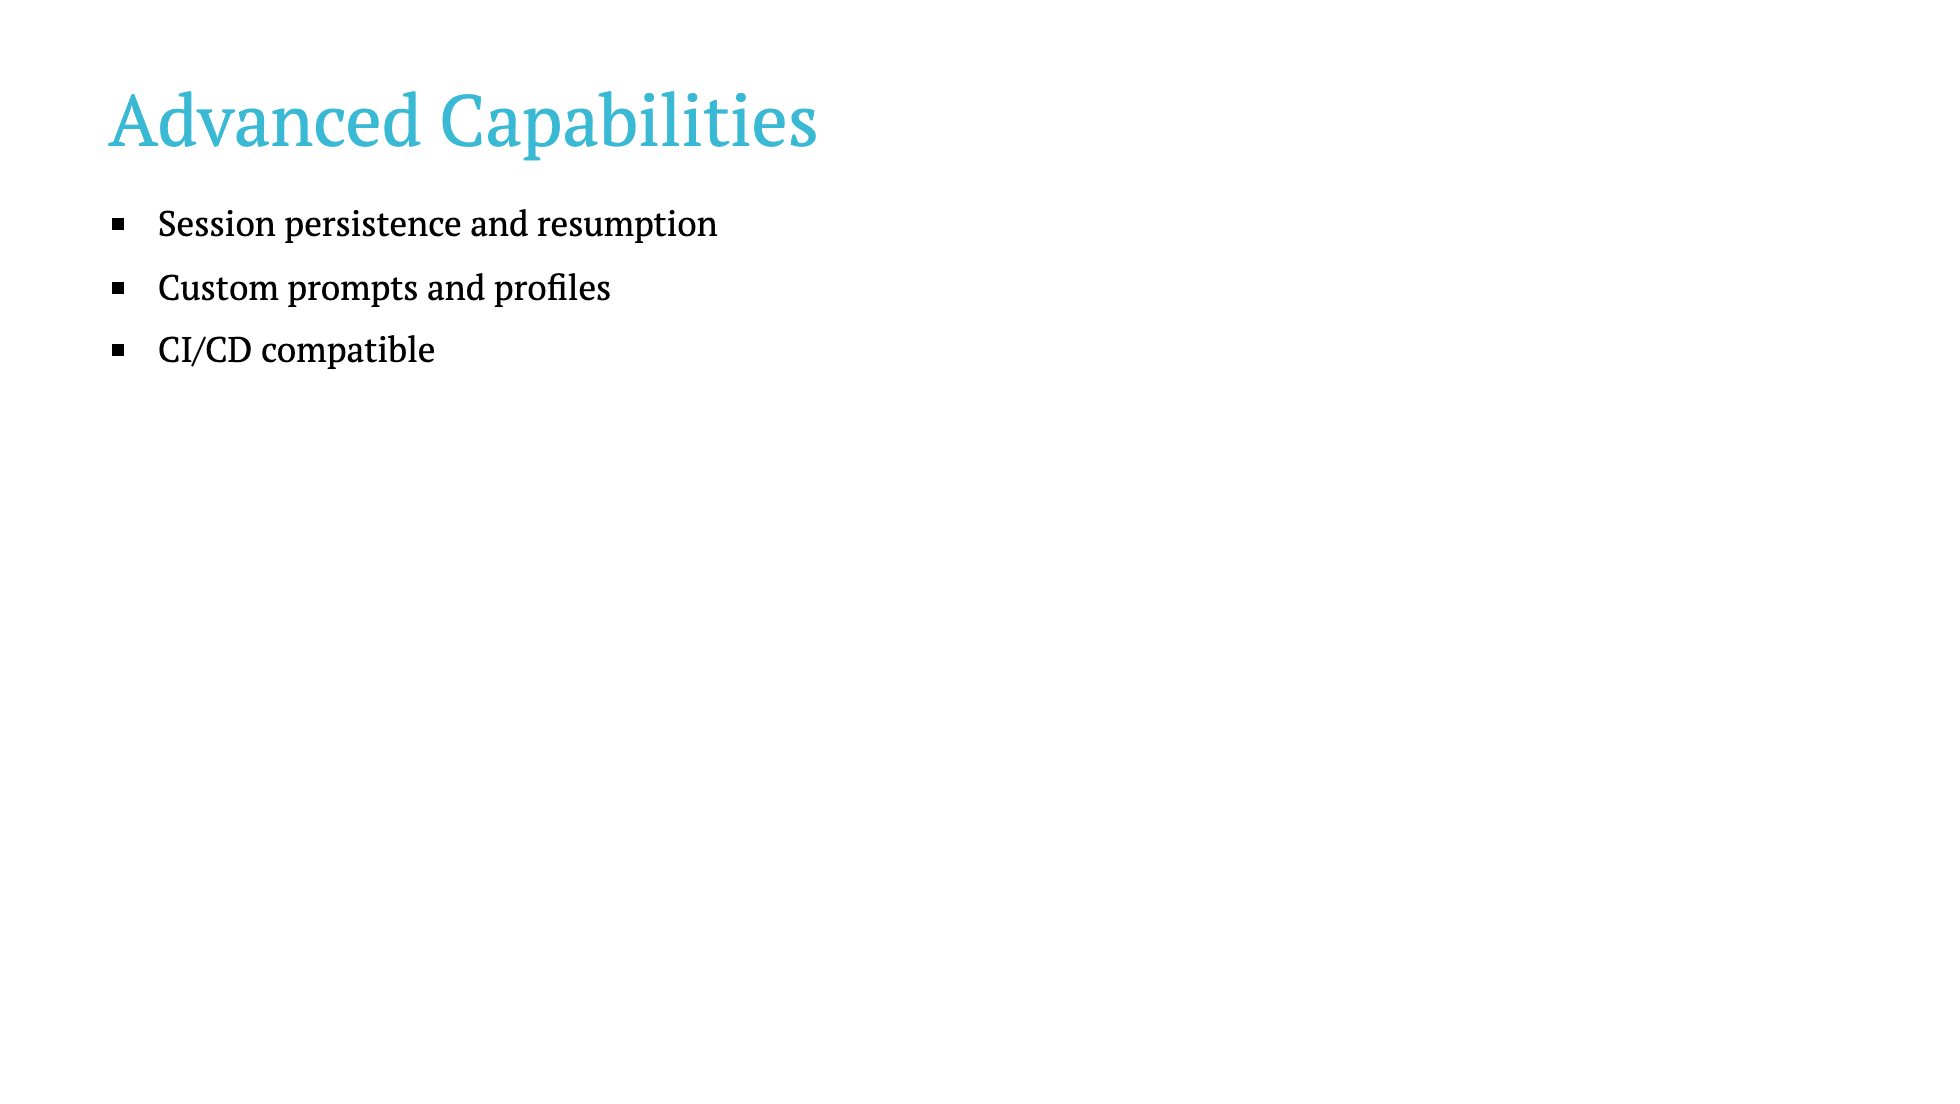 Advanced Capabilities
▪ Session persistence and resumption
▪ Custom prompts and profiles
▪ CI/CD compatible